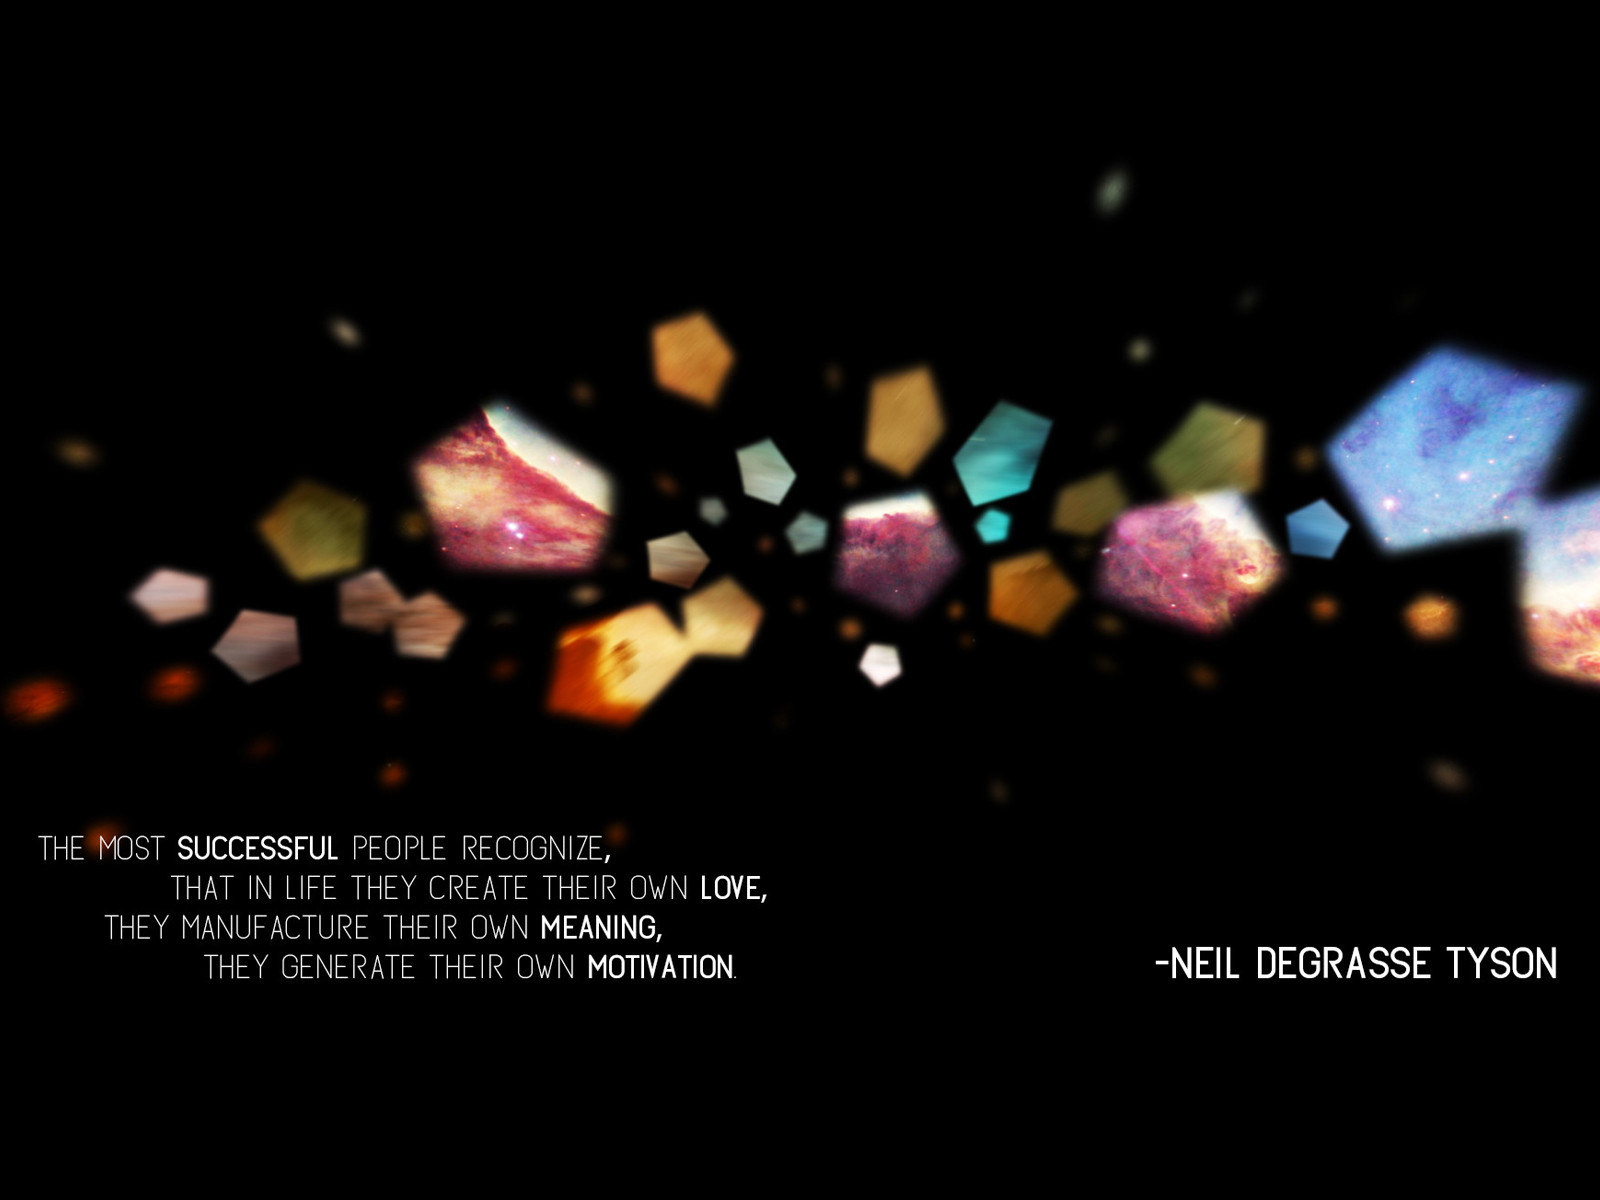 THE MOST SUCCESSFUL PEOPLE RECOGNIZE,
THAT IN LIFE THEY CREATE THEIR OWN LOVE,
THEY MANUFACTURE THEIR OWN MEANING,
THEY GENERATE THEIR OWN MOTIVATION.
-NEIL DEGRASSE TYSON